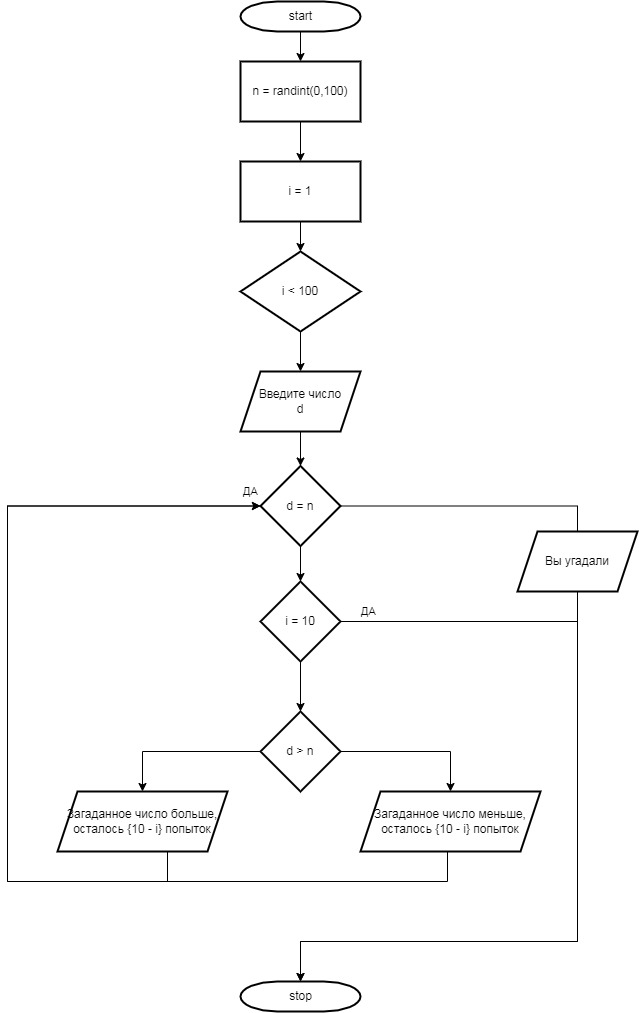 start
n = randint(0,100)
i = 1
i < 100
Введите число
d
ДА
d = n
Вы угадали
i = 10
ДА
d > n
Загаданное число больше,
осталось {10 - i} попыток
Загаданное число меньше,
осталось {10 - i} попыток
stop